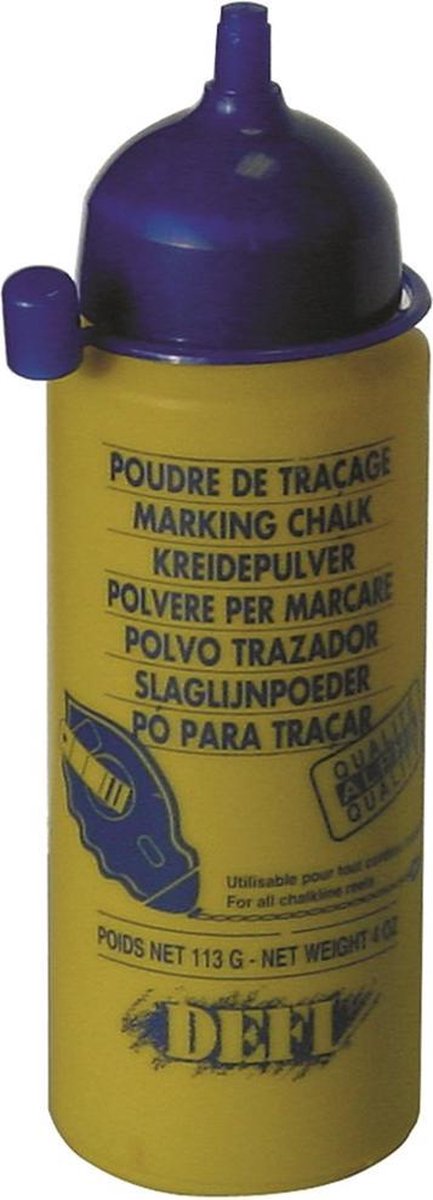 POUDRE DE TRAÇAGE
MARKING CHALK
KREIDEPULVER
POLVERE PER MARCARE
POLVO TRAZADOR
SLAGLIJNPOEDER
PÓ PARA TRAÇAR
QUALITÉ
QUALITY
Utilisable pour tout
For all chalkline reels
POIDS NET 113 G - NET WEIGHT 4 OZ
DEFI